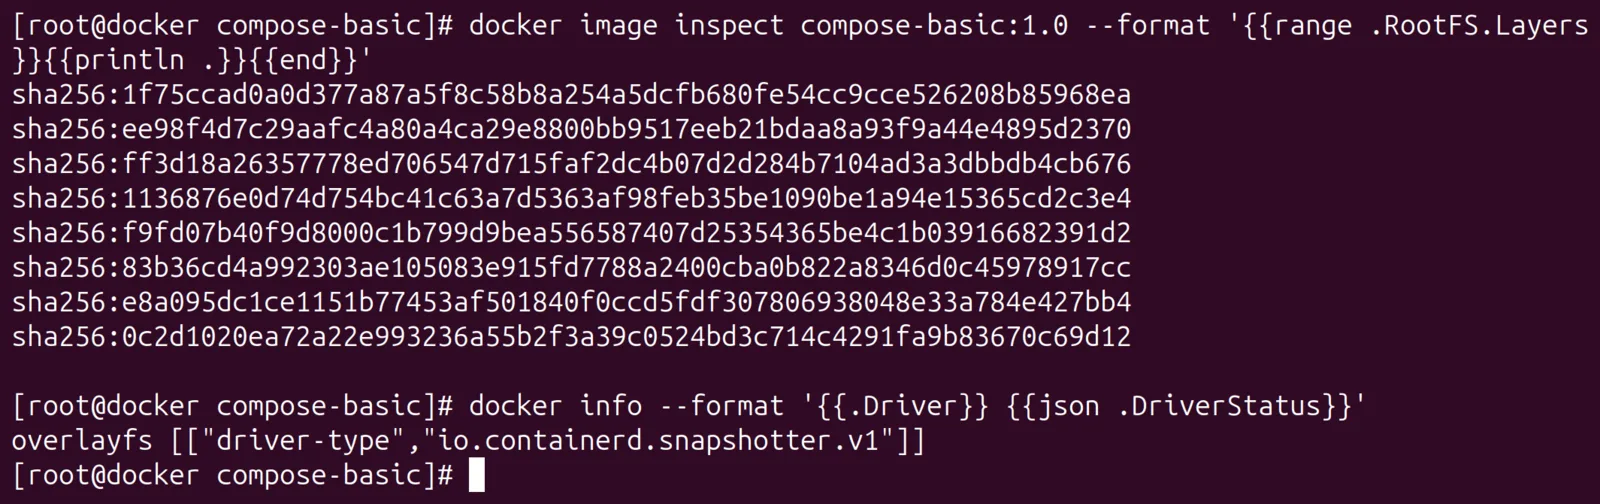 [root@docker compose-basic]# docker image inspect compose-basic:1.0 --format '{{range .RootFS.Layers
}}{{println .}}{{end}}'
sha256:1f75ccad0a0d377a87a5f8c58b8a254a5dcfb680fe54cc9cce526208b85968ea
sha256:ee98f4d7c29aafc4a80a4ca29e8800bb9517eeb21bdaa8a93f9a44e4895d2370
sha256:ff3d18a26357778ed706547d715faf2dc4b07d2d284b7104ad3a3dbbdb4cb676
sha256:1136876e0d74d754bc41c63a7d5363af98feb35be1090be1a94e15365cd2c3e4
sha256:f9fd07b40f9d8000c1b799d9bea556587407d25354365be4c1b03916682391d2
sha256:83b36cd4a992303ae105083e915fd7788a2400cba0b822a8346d0c45978917cc
sha256:e8a095dc1ce1151b77453af501840f0ccd5fdf307806938048e33a784e427bb4
sha256:0c2d1020ea72a22e993236a55b2f3a39c0524bd3c714c4291fa9b83670c69d12
[root@docker compose-basic]# docker info --format '{{.Driver}} {{json .DriverStatus}}'
overlayfs [["driver-type","io.containerd.snapshotter.v1"]]
[root@docker compose-basic]#